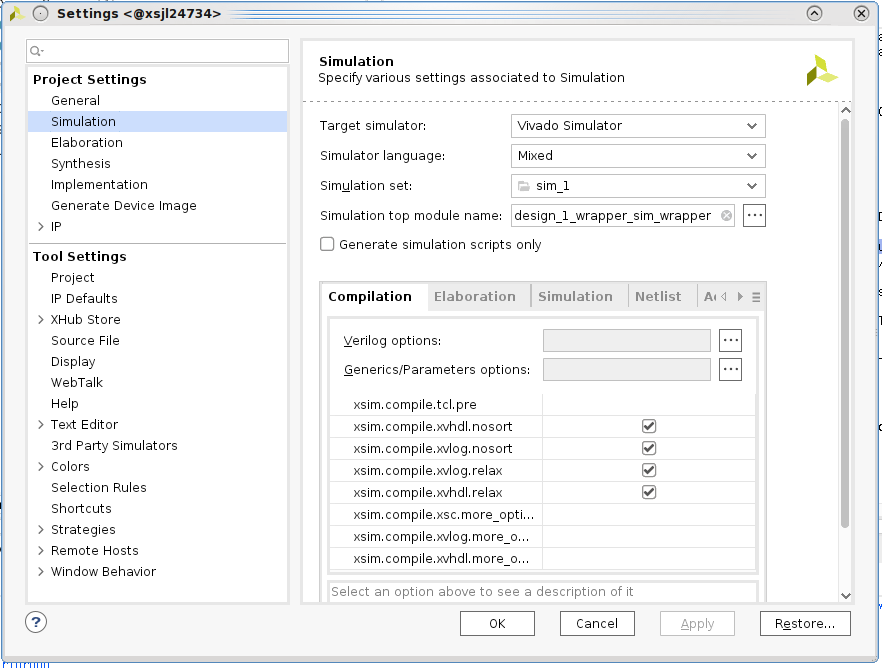 Settings <@xsjl24734>
Q-
Project Settings
General
Simulation
Elaboration
Synthesis
Implementation
Generate Device Image
IP
Tool Settings
Project
IP Defaults
XHub Store
Source File
Display
WebTalk
Help
Text Editor
3rd Party Simulators
Colors
Selection Rules
Shortcuts
Strategies
Remote Hosts
Window Behavior
Simulation
Specify various settings associated to Simulation
Target simulator: Vivado Simulator
Simulator language: Mixed
Simulation set: sim_1
Simulation top module name: design_1_wrapper_sim_wrapper ...
Generate simulation scripts only
Compilation Elaboration Simulation Netlist
Verilog options: ...
Generics/Parameters options: ...
xsim.compile.tcl.pre
xsim.compile.xvhdl.nosort
xsim.compile.xvlog.nosort
xsim.compile.xvlog.relax
xsim.compile.xvhdl.relax
xsim.compile.xsc.more_opti...
xsim.compile.xvlog.more_o...
xsim.compile.xvhdl.more_o...
Select an option above to see a description of it
? OK Cancel Apply Restore...